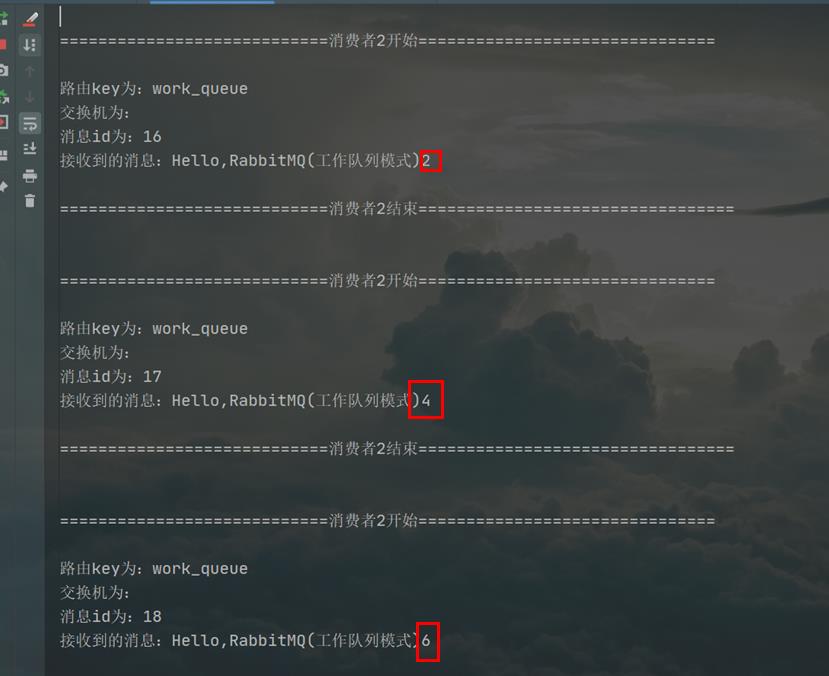 ============================消费者2开始===============================
路由key为：work_queue
交换机为：
消息id为：16
接收到的消息：Hello,RabbitMQ(工作队列模式)2
============================消费者2结束=================================
============================消费者2开始===============================
路由key为：work_queue
交换机为：
消息id为：17
接收到的消息：Hello,RabbitMQ(工作队列模式)4
============================消费者2结束=================================
============================消费者2开始===============================
路由key为：work_queue
交换机为：
消息id为：18
接收到的消息：Hello,RabbitMQ(工作队列模式)6